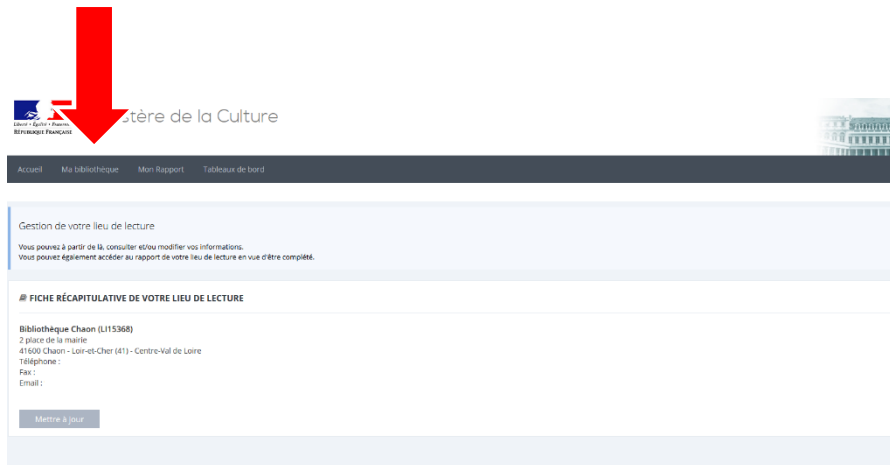 stère de la Culture
Liberté • Égalité • Fraternité
RÉPUBLIQUE FRANÇAISE
Accueil Ma bibliothèque Mon Rapport Tableaux de bord
Gestion de votre lieu de lecture
Vous pouvez à partir de là, consulter et/ou modifier vos informations.
Vous pouvez également accéder au rapport de votre lieu de lecture en vue d'être complété.
FICHE RÉCAPITULATIVE DE VOTRE LIEU DE LECTURE
Bibliothèque Chaon (LI15368)
2 place de la mairie
41600 Chaon - Loir-et-Cher (41) - Centre-Val de Loire
Téléphone :
Fax :
Email :
Mettre à jour